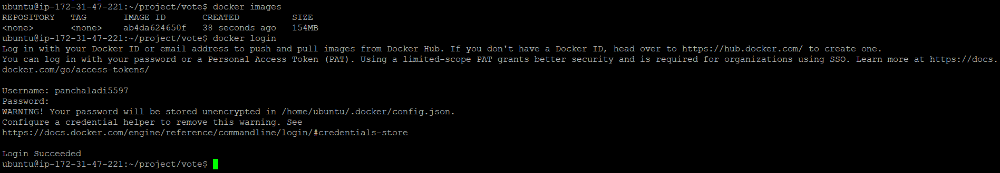 ubuntu@ip-172-31-47-221:~/project/vote$ docker images
REPOSITORY   TAG       IMAGE ID       CREATED          SIZE
<none>       <none>    ab4da624650f   38 seconds ago   154MB
ubuntu@ip-172-31-47-221:~/project/vote$ docker login
Log in with your Docker ID or email address to push and pull images from Docker Hub. If you don't have a Docker ID, head over to https://hub.docker.com/ to create one.
You can log in with your password or a Personal Access Token (PAT). Using a limited-scope PAT grants better security and is required for organizations using SSO. Learn more at https://docs.
docker.com/go/access-tokens/

Username: panchaladi5597
Password:
WARNING! Your password will be stored unencrypted in /home/ubuntu/.docker/config.json.
Configure a credential helper to remove this warning. See
https://docs.docker.com/engine/reference/commandline/login/#credentials-store

Login Succeeded
ubuntu@ip-172-31-47-221:~/project/vote$